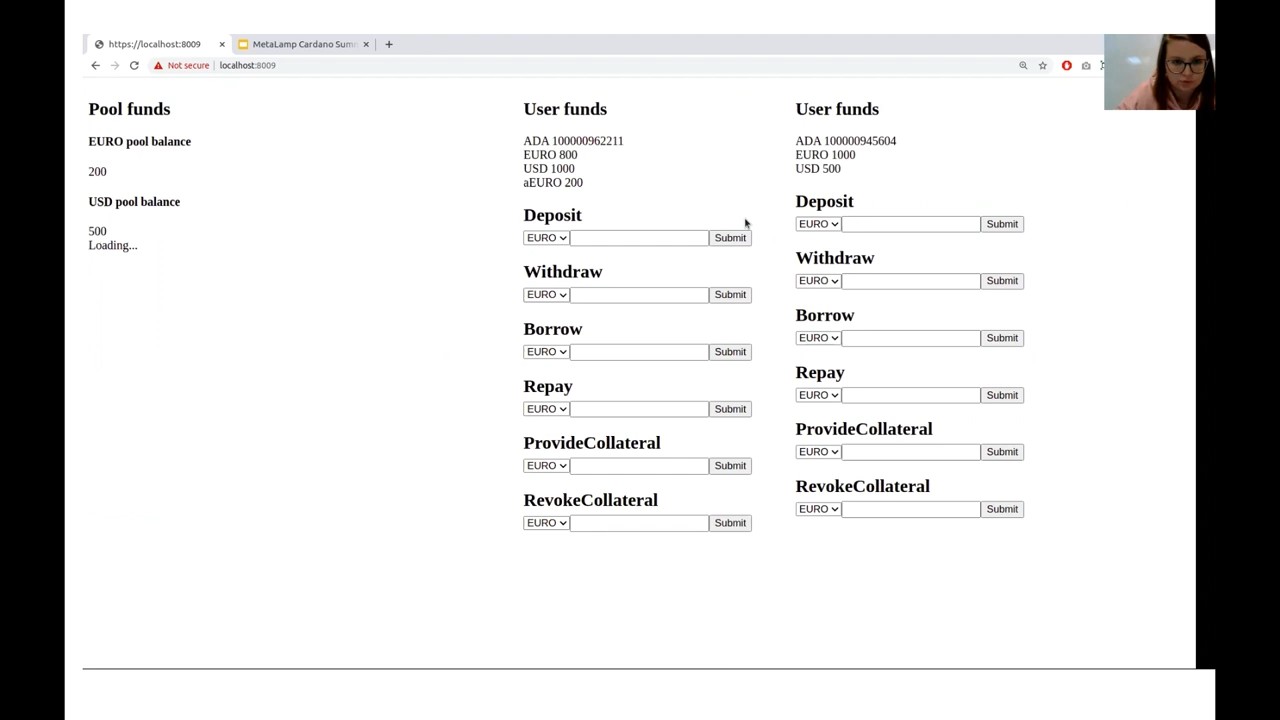 https://localhost:8009
MetaLamp Cardano Sum
Not secure
localhost:8009
Pool funds
EURO pool balance
200
USD pool balance
500
Loading...
User funds
ADA 100000962211
EURO 800
USD 1000
aEURO 200
Deposit
EURO Submit
Withdraw
EURO Submit
Borrow
EURO Submit
Repay
EURO Submit
ProvideCollateral
EURO Submit
RevokeCollateral
EURO Submit
User funds
ADA 100000945604
EURO 1000
USD 500
Deposit
EURO Submit
Withdraw
EURO Submit
Borrow
EURO Submit
Repay
EURO Submit
ProvideCollateral
EURO Submit
RevokeCollateral
EURO Submit